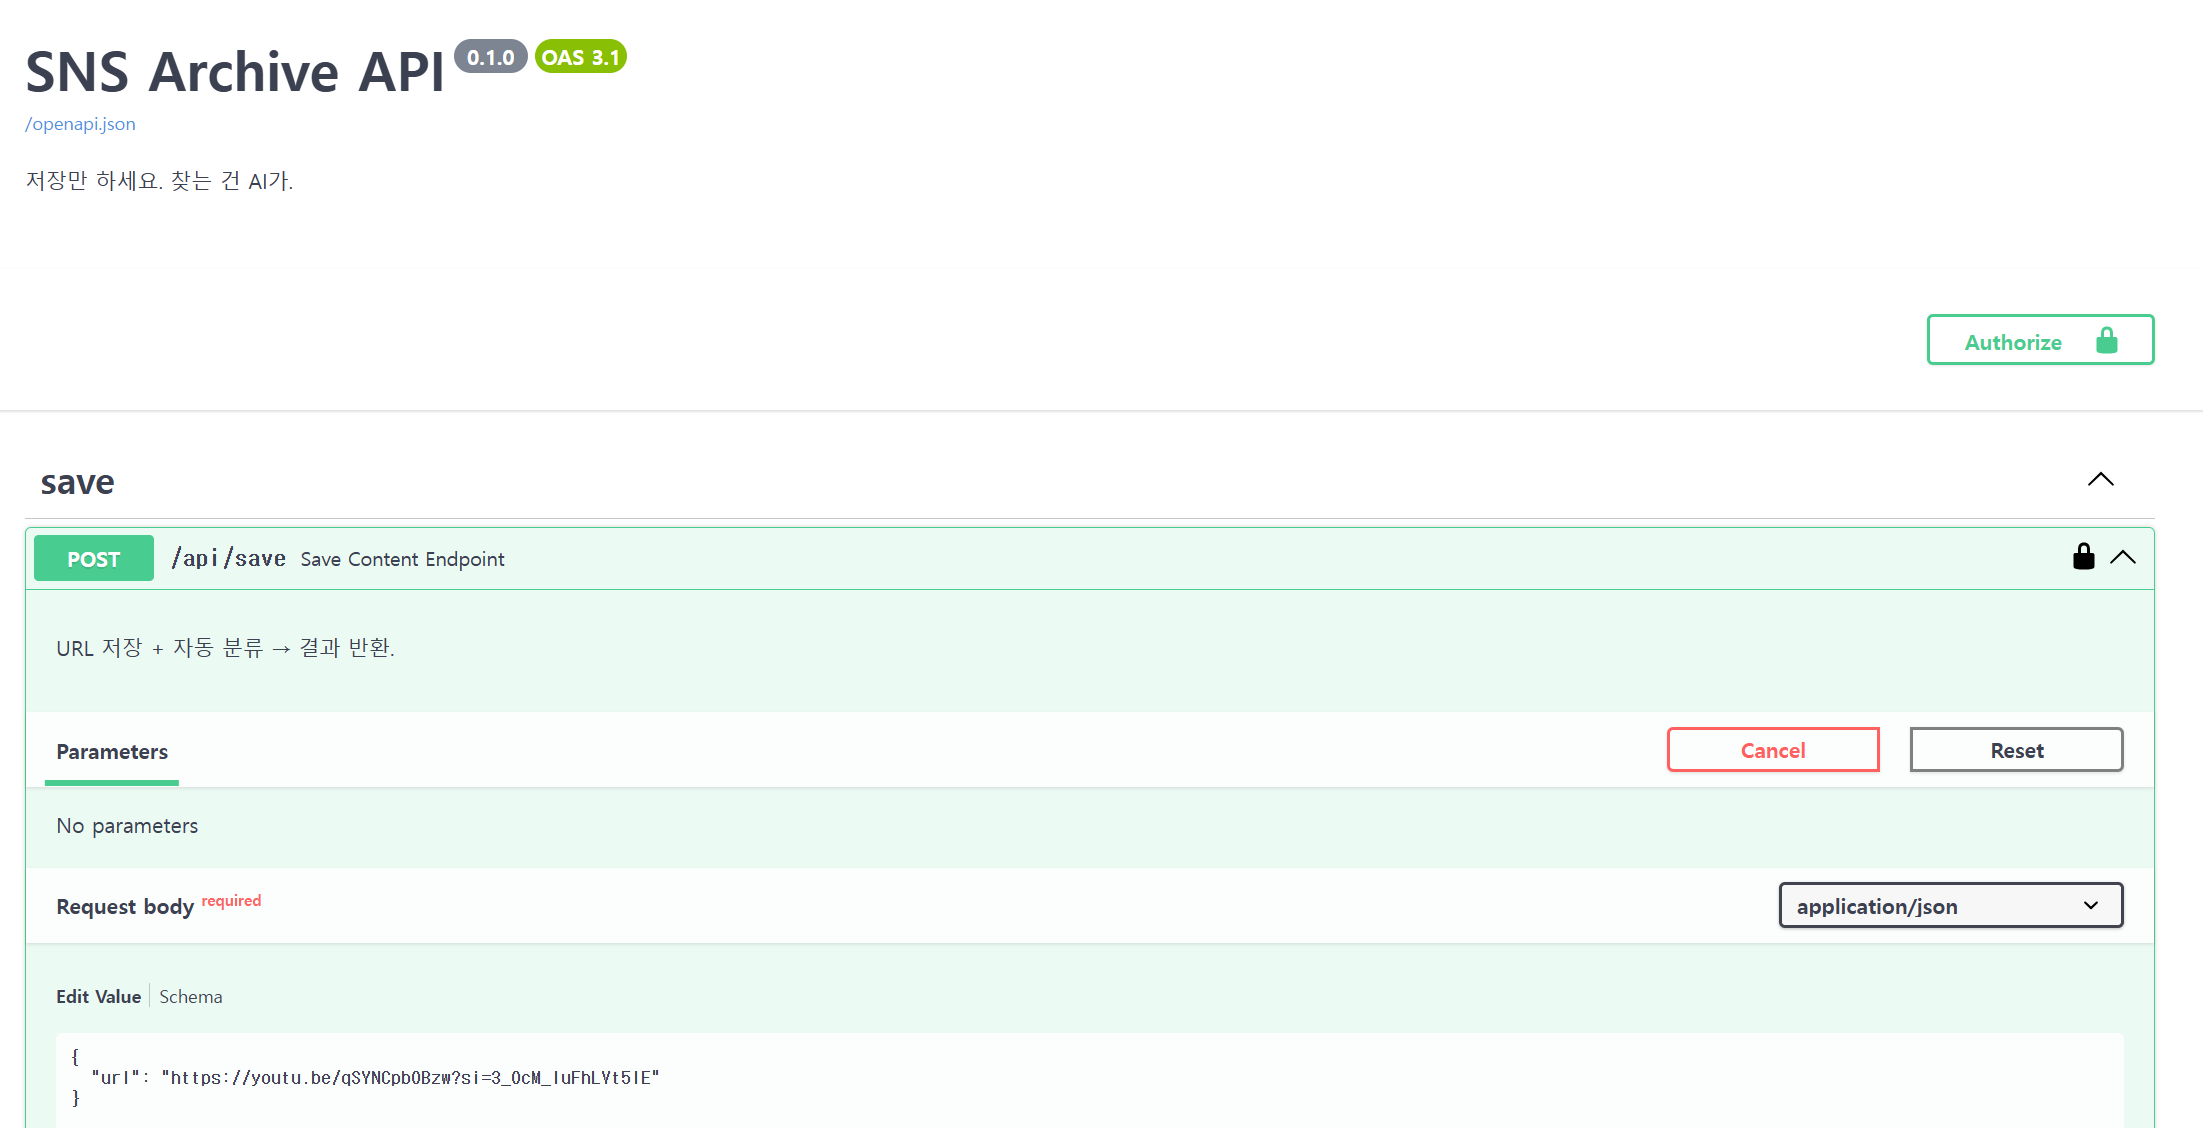 SNS Archive API 0.1.0 OAS 3.1
/openapi.json
저장만 하세요. 찾는 건 AI가.
Authorize
save
POST /api/save Save Content Endpoint
URL 저장 + 자동 분류 → 결과 반환.
Parameters Cancel Reset
No parameters
Request body required application/json
Edit Value Schema
{
"url": "https://youtu.be/qSYNCpbOBzw?si=3_OcM_luFhLVt5lE"
}